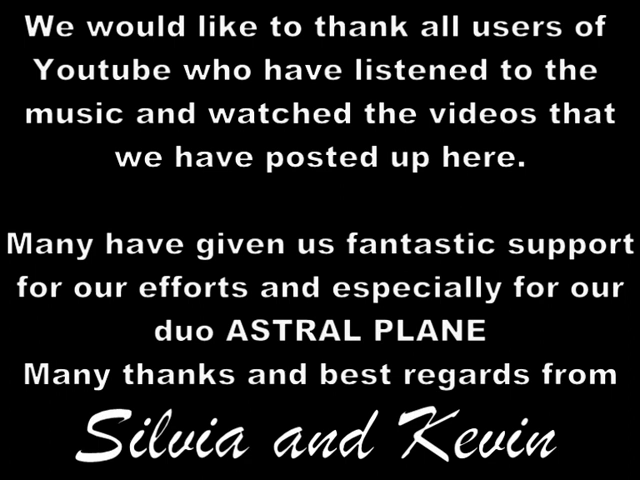 We would like to thank all users of
Youtube who have listened to the
music and watched the videos that
we have posted up here.
Many have given us fantastic support
for our efforts and especially for our
duo ASTRAL PLANE
Many thanks and best regards from
Silvia and Kevin